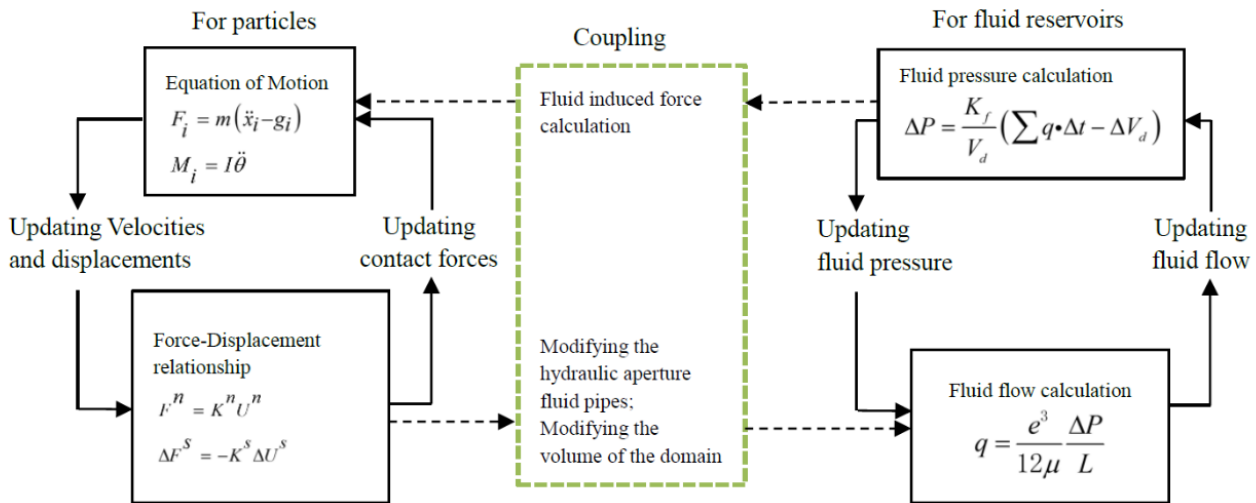 For particles
Equation of Motion
F_i = m(ẍ_i−g_i)
M_i = Iθ̈
Updating Velocities
and displacements
Updating
contact forces
Force-Displacement
relationship
F^n = K^n U^n
ΔF^s = −K^s ΔU^s
Coupling
Fluid induced force
calculation
Modifying the
hydraulic aperture
fluid pipes;
Modifying the
volume of the domain
For fluid reservoirs
Fluid pressure calculation
ΔP = K_f/V_d (∑ q•Δt − ΔV_d)
Updating
fluid pressure
Updating
fluid flow
Fluid flow calculation
q = e^3/12μ ΔP/L